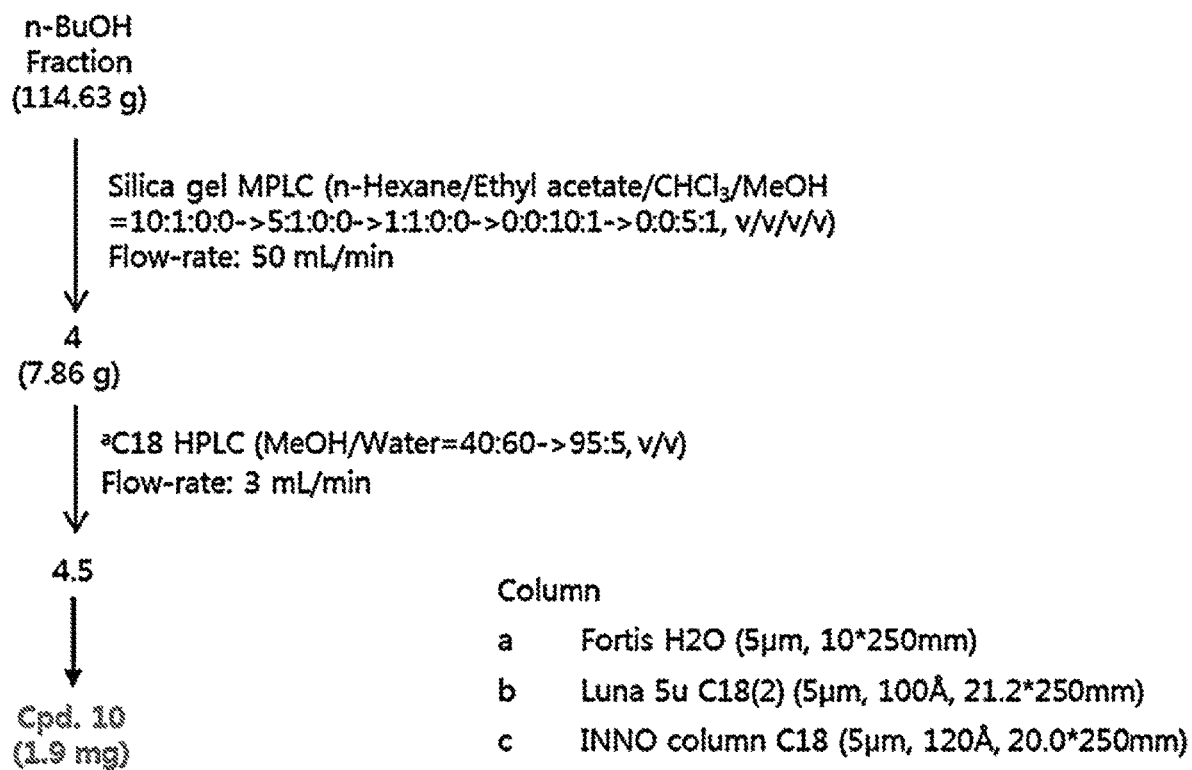 n-BuOH
Fraction
(114.63 g)
Silica gel MPLC (n-Hexane/Ethyl acetate/CHCl₃/MeOH
=10:1:0:0->5:1:0:0->1:1:0:0->0:0:10:1->0:0:5:1, v/v/v/v)
Flow-rate: 50 mL/min
4
(7.86 g)
ᵃC18 HPLC (MeOH/Water=40:60->95:5, v/v)
Flow-rate: 3 mL/min
4.5
Cpd. 10
(1.9 mg)
Column
a Fortis H2O (5μm, 10*250mm)
b Luna 5u C18(2) (5μm, 100Å, 21.2*250mm)
c INNO column C18 (5μm, 120Å, 20.0*250mm)